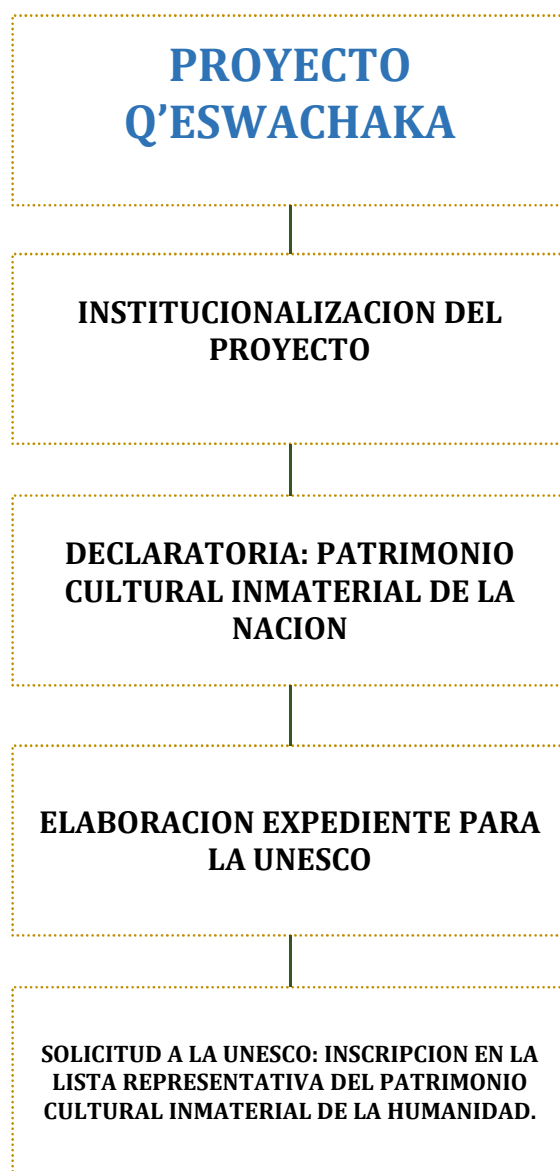 PROYECTO
Q’ESWACHAKA
INSTITUCIONALIZACION DEL
PROYECTO
DECLARATORIA: PATRIMONIO
CULTURAL INMATERIAL DE LA
NACION
ELABORACION EXPEDIENTE PARA
LA UNESCO
SOLICITUD A LA UNESCO: INSCRIPCION EN LA
LISTA REPRESENTATIVA DEL PATRIMONIO
CULTURAL INMATERIAL DE LA HUMANIDAD.